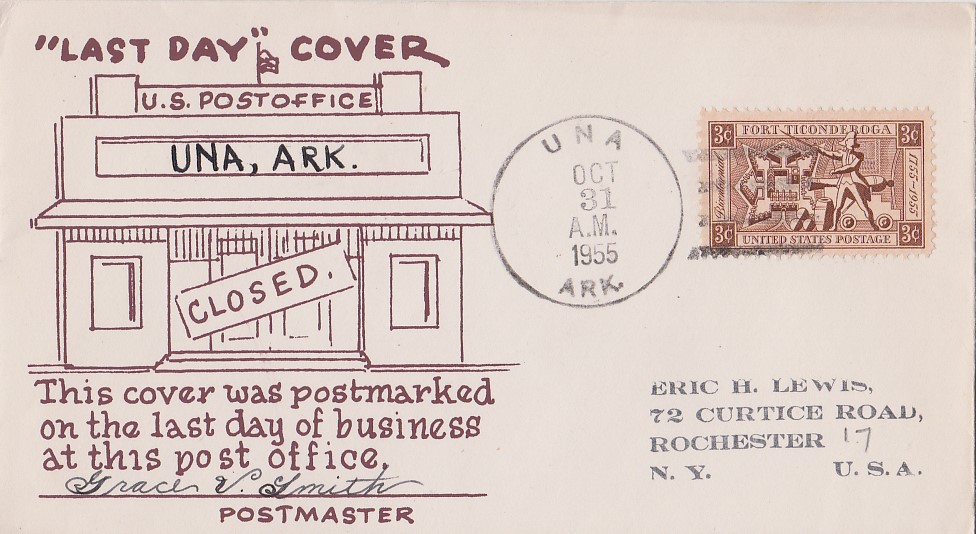 "LAST DAY" COVER
U.S. POSTOFFICE
UNA, ARK.
CLOSED.
This cover was postmarked
on the last day of business
at this post office.
Grace V. Smith
POSTMASTER
UNA
OCT
31
A.M.
1955
ARK.
3¢ FORT TICONDEROGA 3¢
1755-1955
3¢ UNITED STATES POSTAGE 3¢
ERIC H. LEWIS,
72 CURTICE ROAD,
ROCHESTER 17
N. Y. U. S. A.